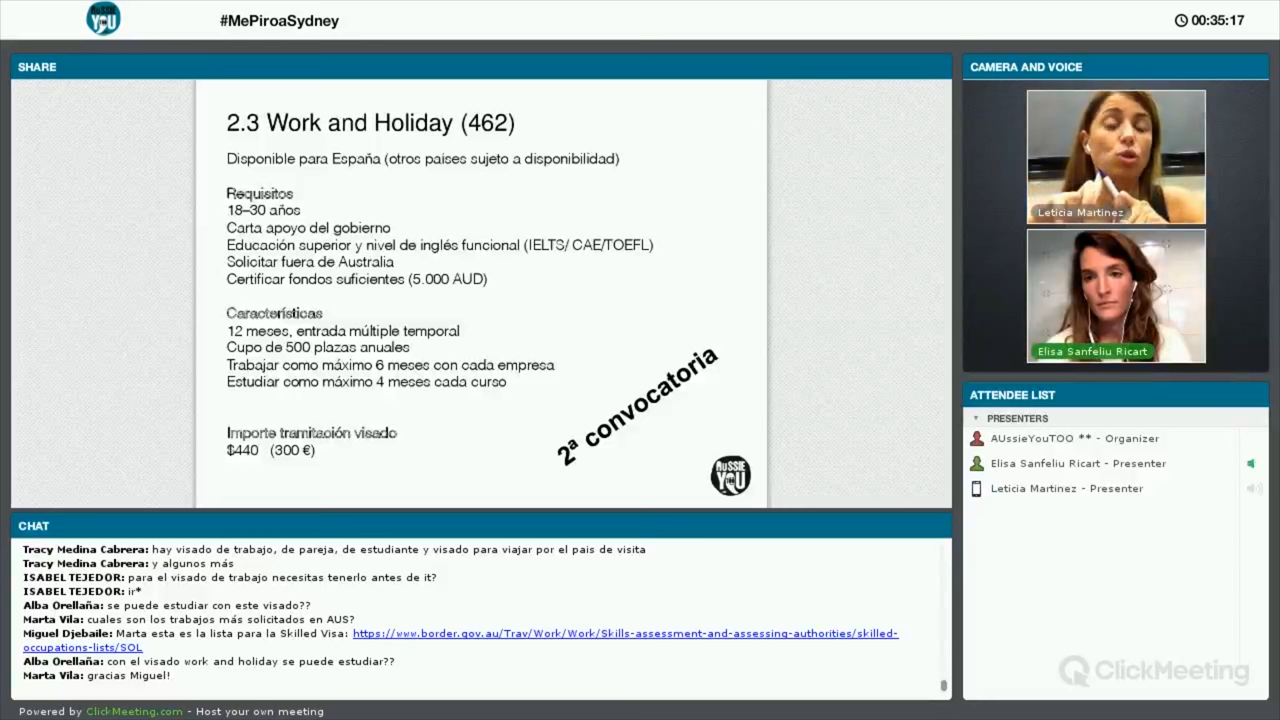 AUSSIE
YOU
#MePiroaSydney
00:35:17
SHARE
2.3 Work and Holiday (462)
Disponible para España (otros países sujeto a disponibilidad)
Requisitos
18–30 años
Carta apoyo del gobierno
Educación superior y nivel de inglés funcional (IELTS/ CAE/TOEFL)
Solicitar fuera de Australia
Certificar fondos suficientes (5.000 AUD)
Características
12 meses, entrada múltiple temporal
Cupo de 500 plazas anuales
Trabajar como máximo 6 meses con cada empresa
Estudiar como máximo 4 meses cada curso
2ª convocatoria
Importe tramitación visado
$440 (300 €)
AUSSIE
YOU
CAMERA AND VOICE
Leticia Martinez
Elisa Sanfeliu Ricart
ATTENDEE LIST
PRESENTERS
AUssieYouTOO ** - Organizer
Elisa Sanfeliu Ricart - Presenter
Leticia Martinez - Presenter
CHAT
Tracy Medina Cabrera: hay visado de trabajo, de pareja, de estudiante y visado para viajar por el pais de visita
Tracy Medina Cabrera: y algunos más
ISABEL TEJEDOR: para el visado de trabajo necesitas tenerlo antes de it?
ISABEL TEJEDOR: ir*
Alba Orellaña: se puede estudiar con este visado??
Marta Vila: cuales son los trabajos más solicitados en AUS?
Miguel Djebaile: Marta esta es la lista para la Skilled Visa: https://www.border.gov.au/Trav/Work/Work/Skills-assessment-and-assessing-authorities/skilled-
occupations-lists/SOL
Alba Orellaña: con el visado work and holiday se puede estudiar??
Marta Vila: gracias Miguel!
ClickMeeting
Powered by ClickMeeting.com - Host your own meeting